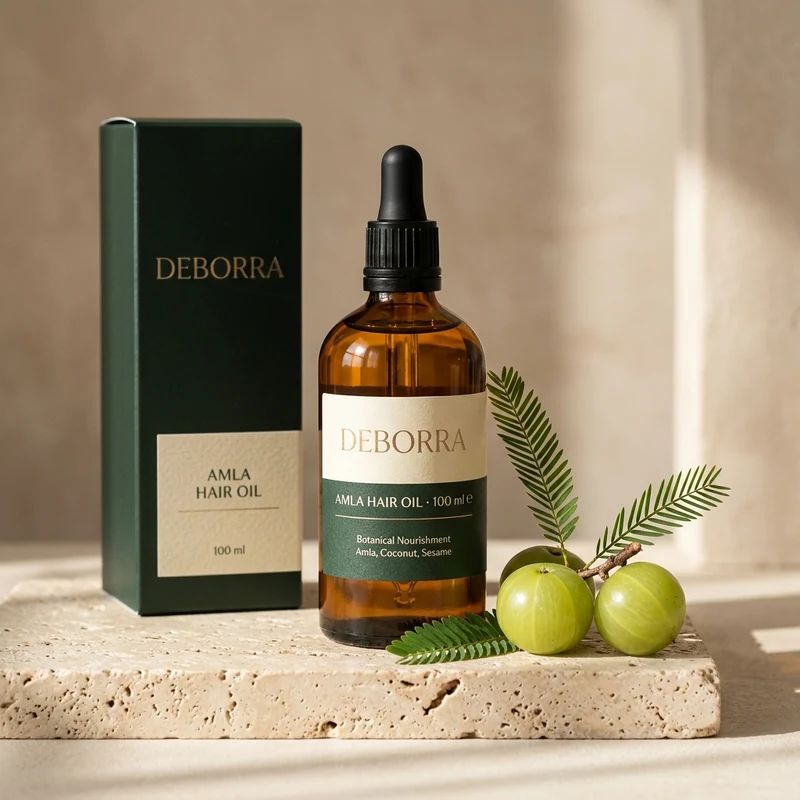 DEBORRA
AMLA
HAIR OIL
100 ml
DEBORRA
AMLA HAIR OIL · 100 ml e
Botanical Nourishment
Amla, Coconut, Sesame